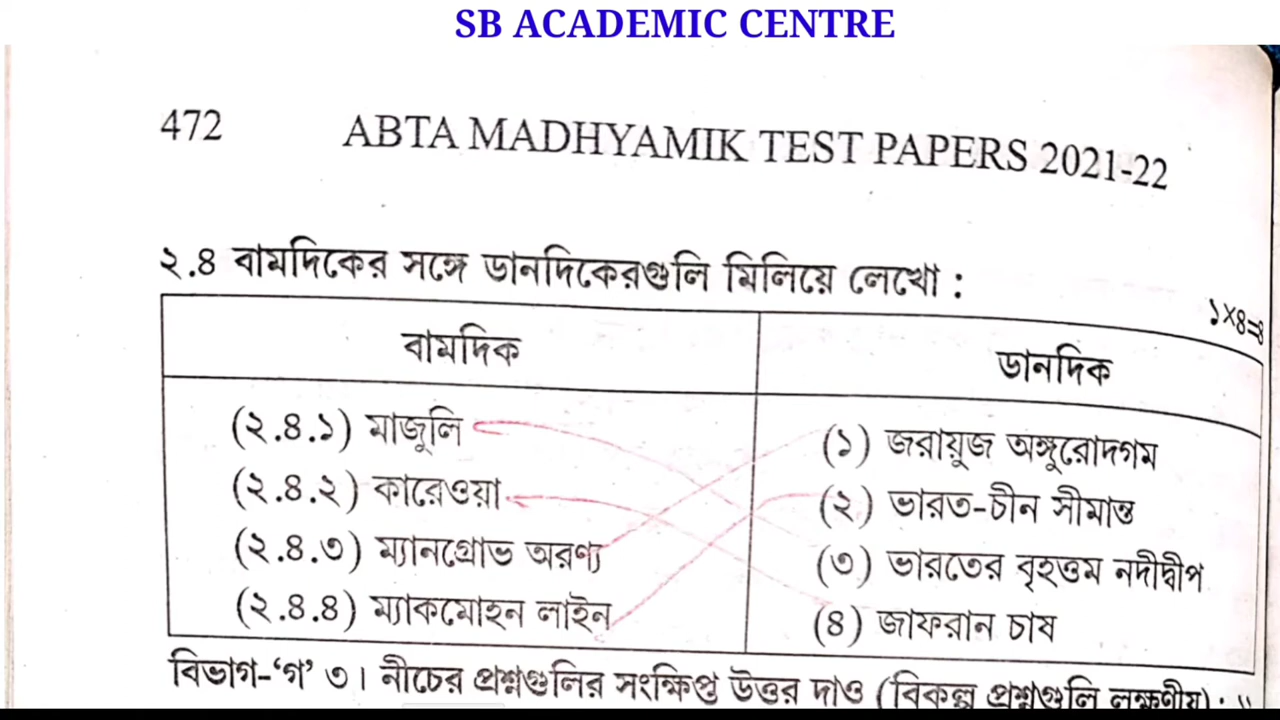 SB ACADEMIC CENTRE
472 ABTA MADHYAMIK TEST PAPERS 2021-22
২.৪ বামদিকের সঙ্গে ডানদিকেরগুলি মিলিয়ে লেখো :
১×৪=৪
বামদিক ডানদিক
(২.৪.১) মাজুলি (১) জরায়ুজ অঙ্কুরোদগম
(২.৪.২) কারেওয়া (২) ভারত-চীন সীমান্ত
(২.৪.৩) ম্যানগ্রোভ অরণ্য (৩) ভারতের বৃহত্তম নদীদ্বীপ
(২.৪.৪) ম্যাকমোহন লাইন (৪) জাফরান চাষ
বিভাগ-‘গ’ ৩। নীচের প্রশ্নগুলির সংক্ষিপ্ত উত্তর দাও (বিকল্প প্রশ্নগুলি লক্ষণীয়) :